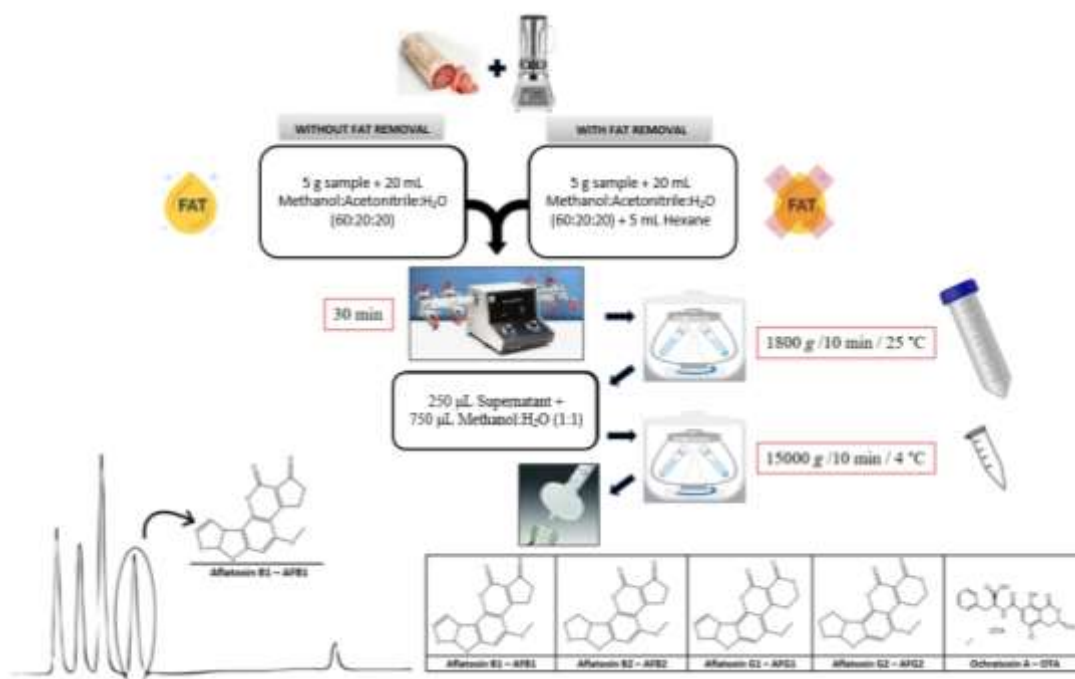 WITHOUT FAT REMOVAL
WITH FAT REMOVAL
FAT
5 g sample + 20 mL
Methanol:Acetonitrile:H₂O
(60:20:20)
5 g sample + 20 mL
Methanol:Acetonitrile:H₂O
(60:20:20) + 5 mL Hexane
FAT
30 min
1800 g /10 min / 25 °C
250 µL Supernatant +
750 µL Methanol:H₂O (1:1)
15000 g /10 min / 4 °C
Aflatoxin B1 – AFB1
Aflatoxin B1 – AFB1
Aflatoxin B2 – AFB2
Aflatoxin G1 – AFG1
Aflatoxin G2 – AFG2
Ochratoxin A – OTA